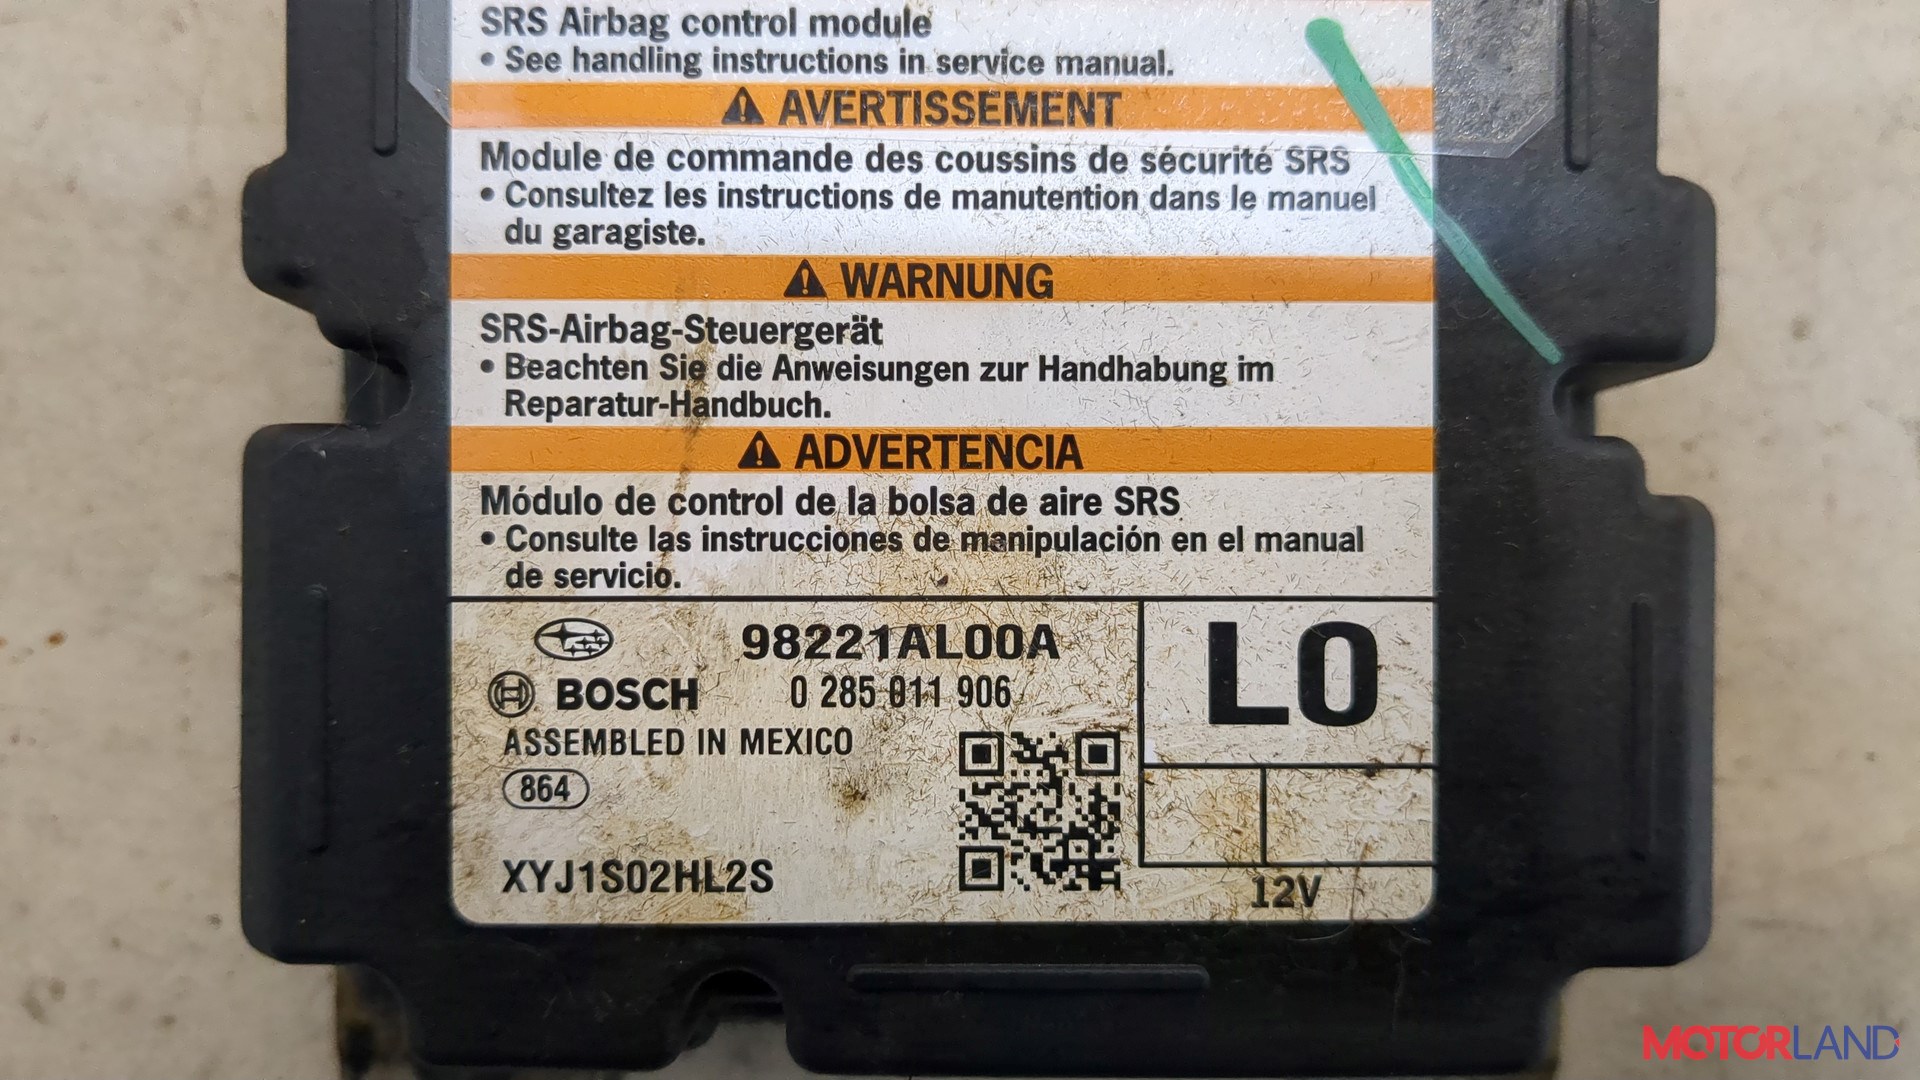 SRS Airbag control module
• See handling instructions in service manual.
AVERTISSEMENT
Module de commande des coussins de sécurité SRS
• Consultez les instructions de manutention dans le manuel
du garagiste.
WARNUNG
SRS-Airbag-Steuergerät
• Beachten Sie die Anweisungen zur Handhabung im
Reparatur-Handbuch.
ADVERTENCIA
Módulo de control de la bolsa de aire SRS
• Consulte las instrucciones de manipulación en el manual
de servicio.
98221AL00A
L0
BOSCH 0 285 011 906
ASSEMBLED IN MEXICO
864
XYJ1S02HL2S
12V
MOTORLAND